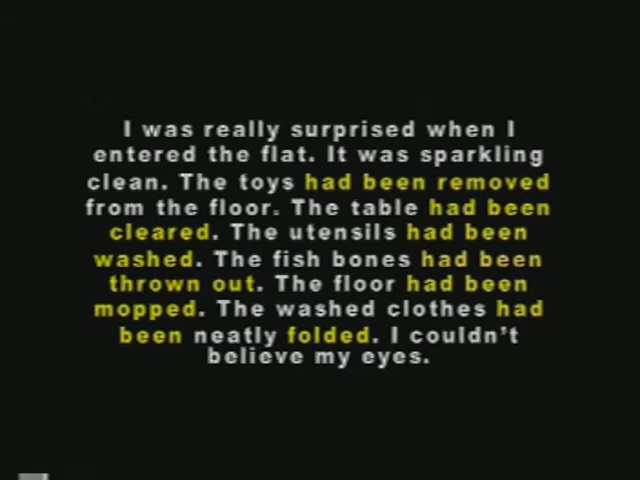 I was really surprised when I
entered the flat. It was sparkling
clean. The toys had been removed
from the floor. The table had been
cleared. The utensils had been
washed. The fish bones had been
thrown out. The floor had been
mopped. The washed clothes had
been neatly folded. I couldn't
believe my eyes.